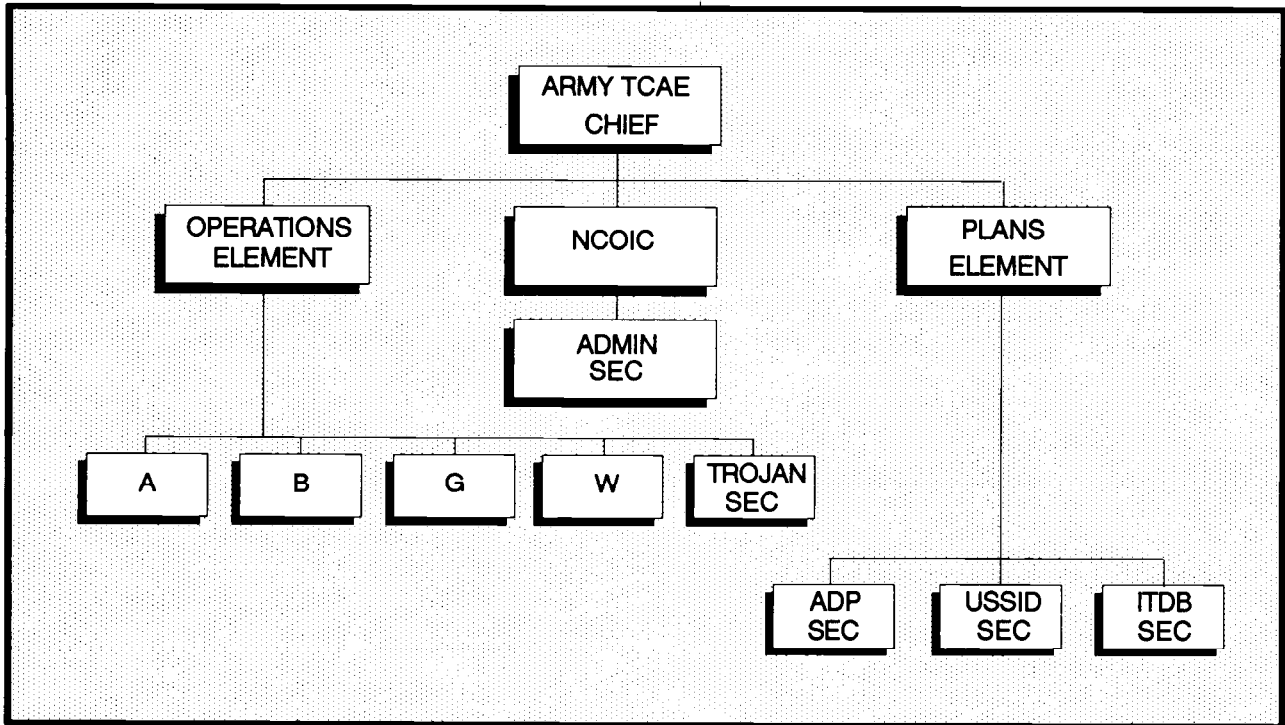 ARMY TCAE
CHIEF
OPERATIONS
ELEMENT
NCOIC
PLANS
ELEMENT
ADMIN
SEC
A
B
G
W
TROJAN
SEC
ADP
SEC
USSID
SEC
ITDB
SEC